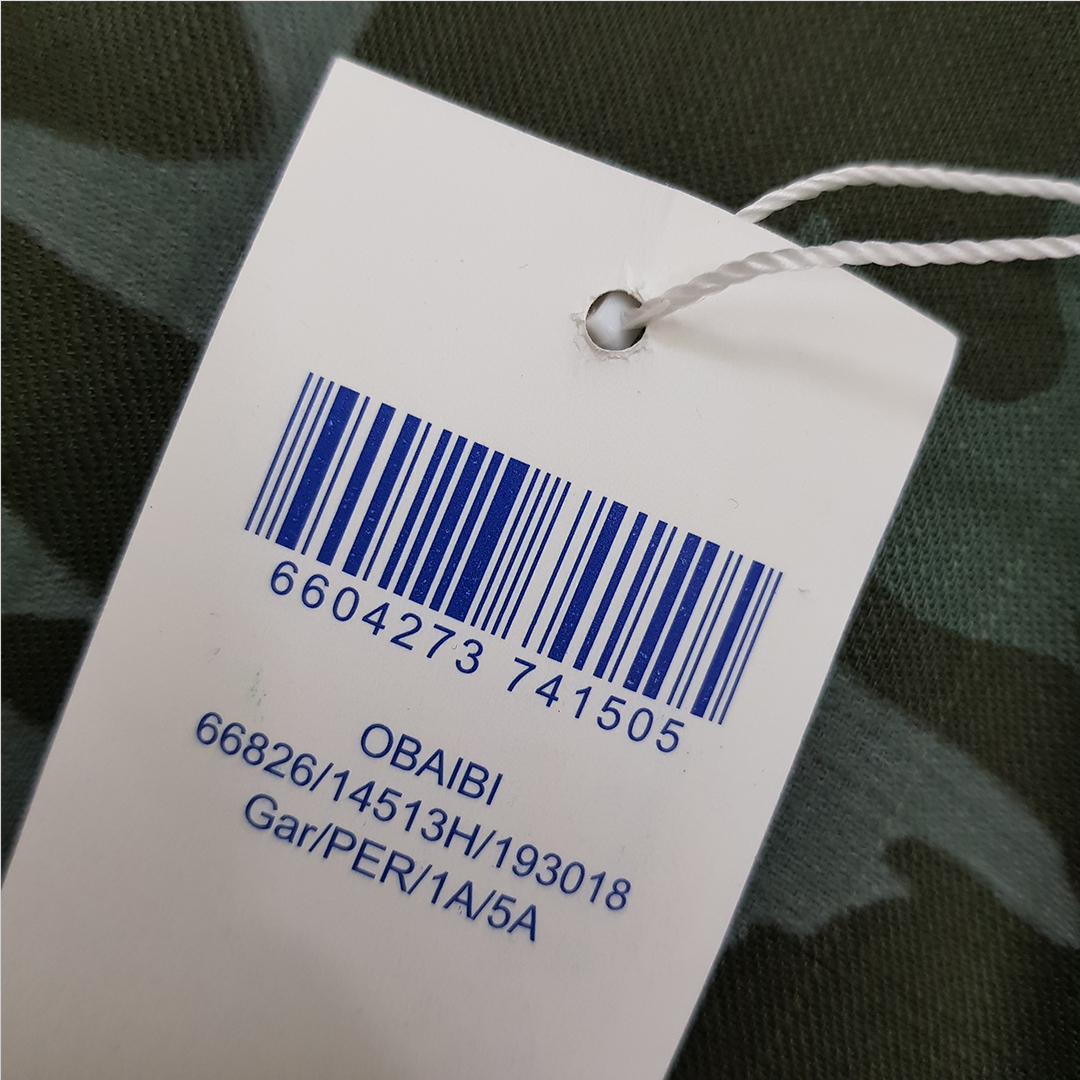 6604273 741505
OBAIBI
66826/14513H/193018
Gar/PER/1A/5A